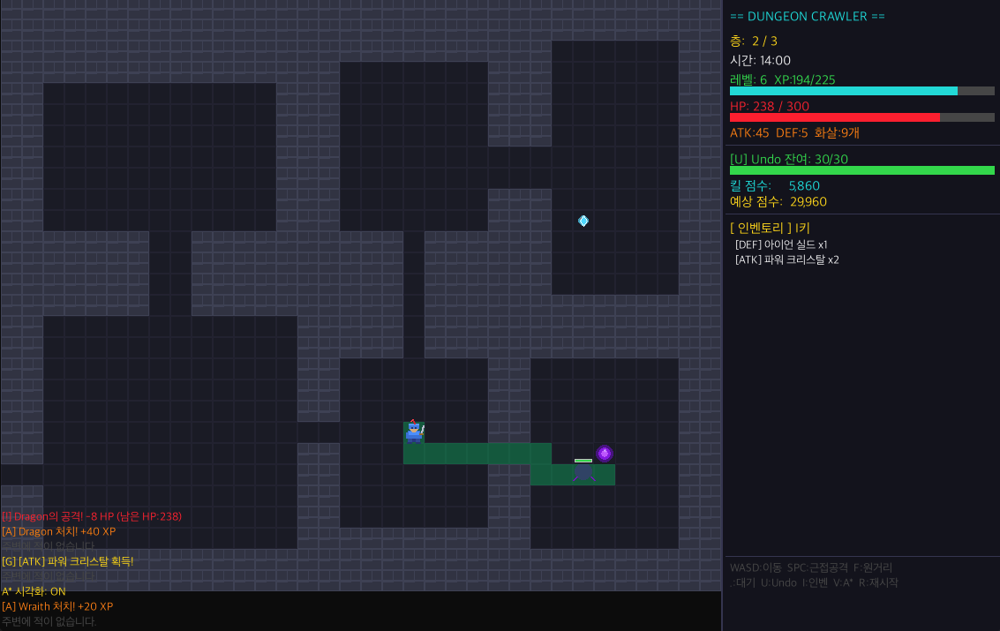 == DUNGEON CRAWLER ==
층: 2 / 3
시간: 14:00
레벨: 6 XP:194/225
HP: 238 / 300
ATK:45 DEF:5 화살:9개
[U] Undo 잔여: 30/30
킬 점수: 5,860
예상 점수: 29,960
[ 인벤토리 ] I키
[DEF] 아이언 실드 x1
[ATK] 파워 크리스탈 x2
[!] Dragon의 공격! -8 HP (남은 HP:238)
[A] Dragon 처치! +40 XP
주변에 적이 없습니다.
[G] [ATK] 파워 크리스탈 획득!
주변에 적이 없습니다.
A* 시각화: ON
[A] Wraith 처치! +20 XP
주변에 적이 없습니다.
WASD:이동 SPC:근접공격 F:원거리
.:대기 U:Undo I:인벤 V:A* R:재시작